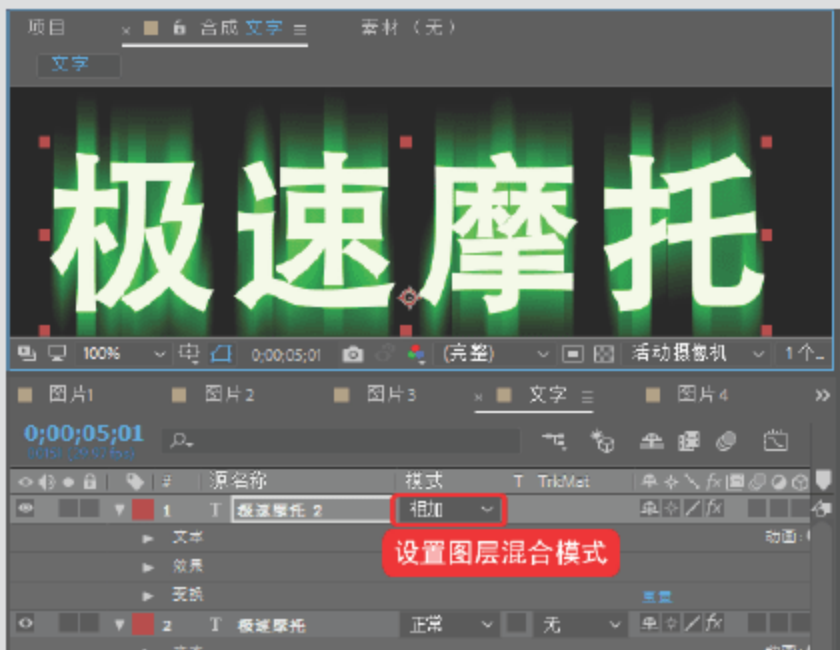 项目 × 合成 文字 ≡ 素材（无）
文字
极速摩托
100% 0;00;05;01 (完整) 活动摄像机 1个...
图片1 图片2 图片3 × 文字 ≡ 图片4 »
0;00;05;01
# 源名称 模式 T TrkMat
1 T 极速摩托 2 相加
文本 动画:
设置图层混合模式
效果
变换 重置
2 T 极速摩托 正常 无